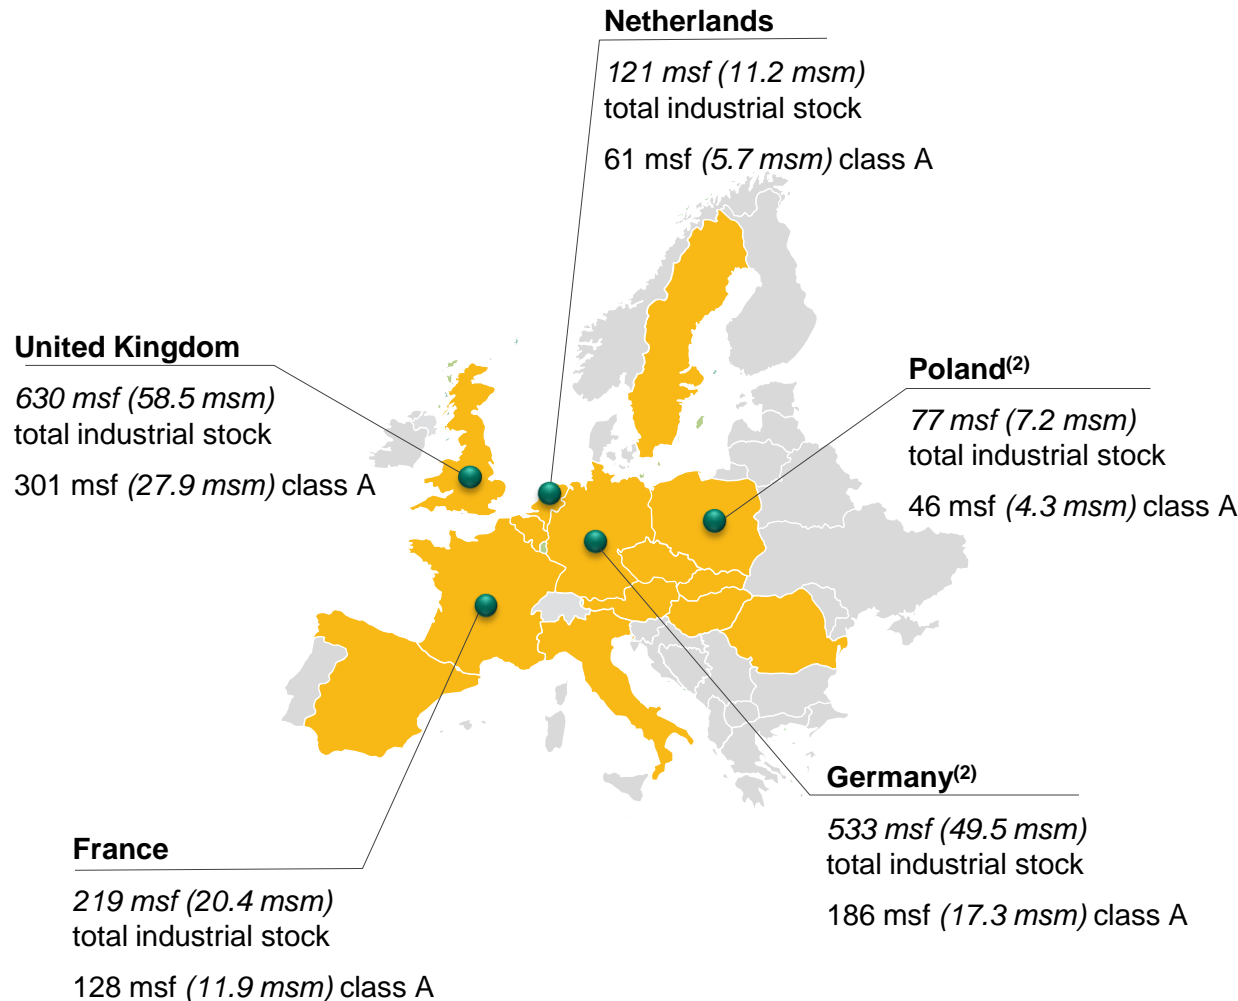 Netherlands
121 msf (11.2 msm)
total industrial stock
61 msf (5.7 msm) class A
United Kingdom
630 msf (58.5 msm)
total industrial stock
301 msf (27.9 msm) class A
Poland(2)
77 msf (7.2 msm)
total industrial stock
46 msf (4.3 msm) class A
Germany(2)
533 msf (49.5 msm)
total industrial stock
186 msf (17.3 msm) class A
France
219 msf (20.4 msm)
total industrial stock
128 msf (11.9 msm) class A